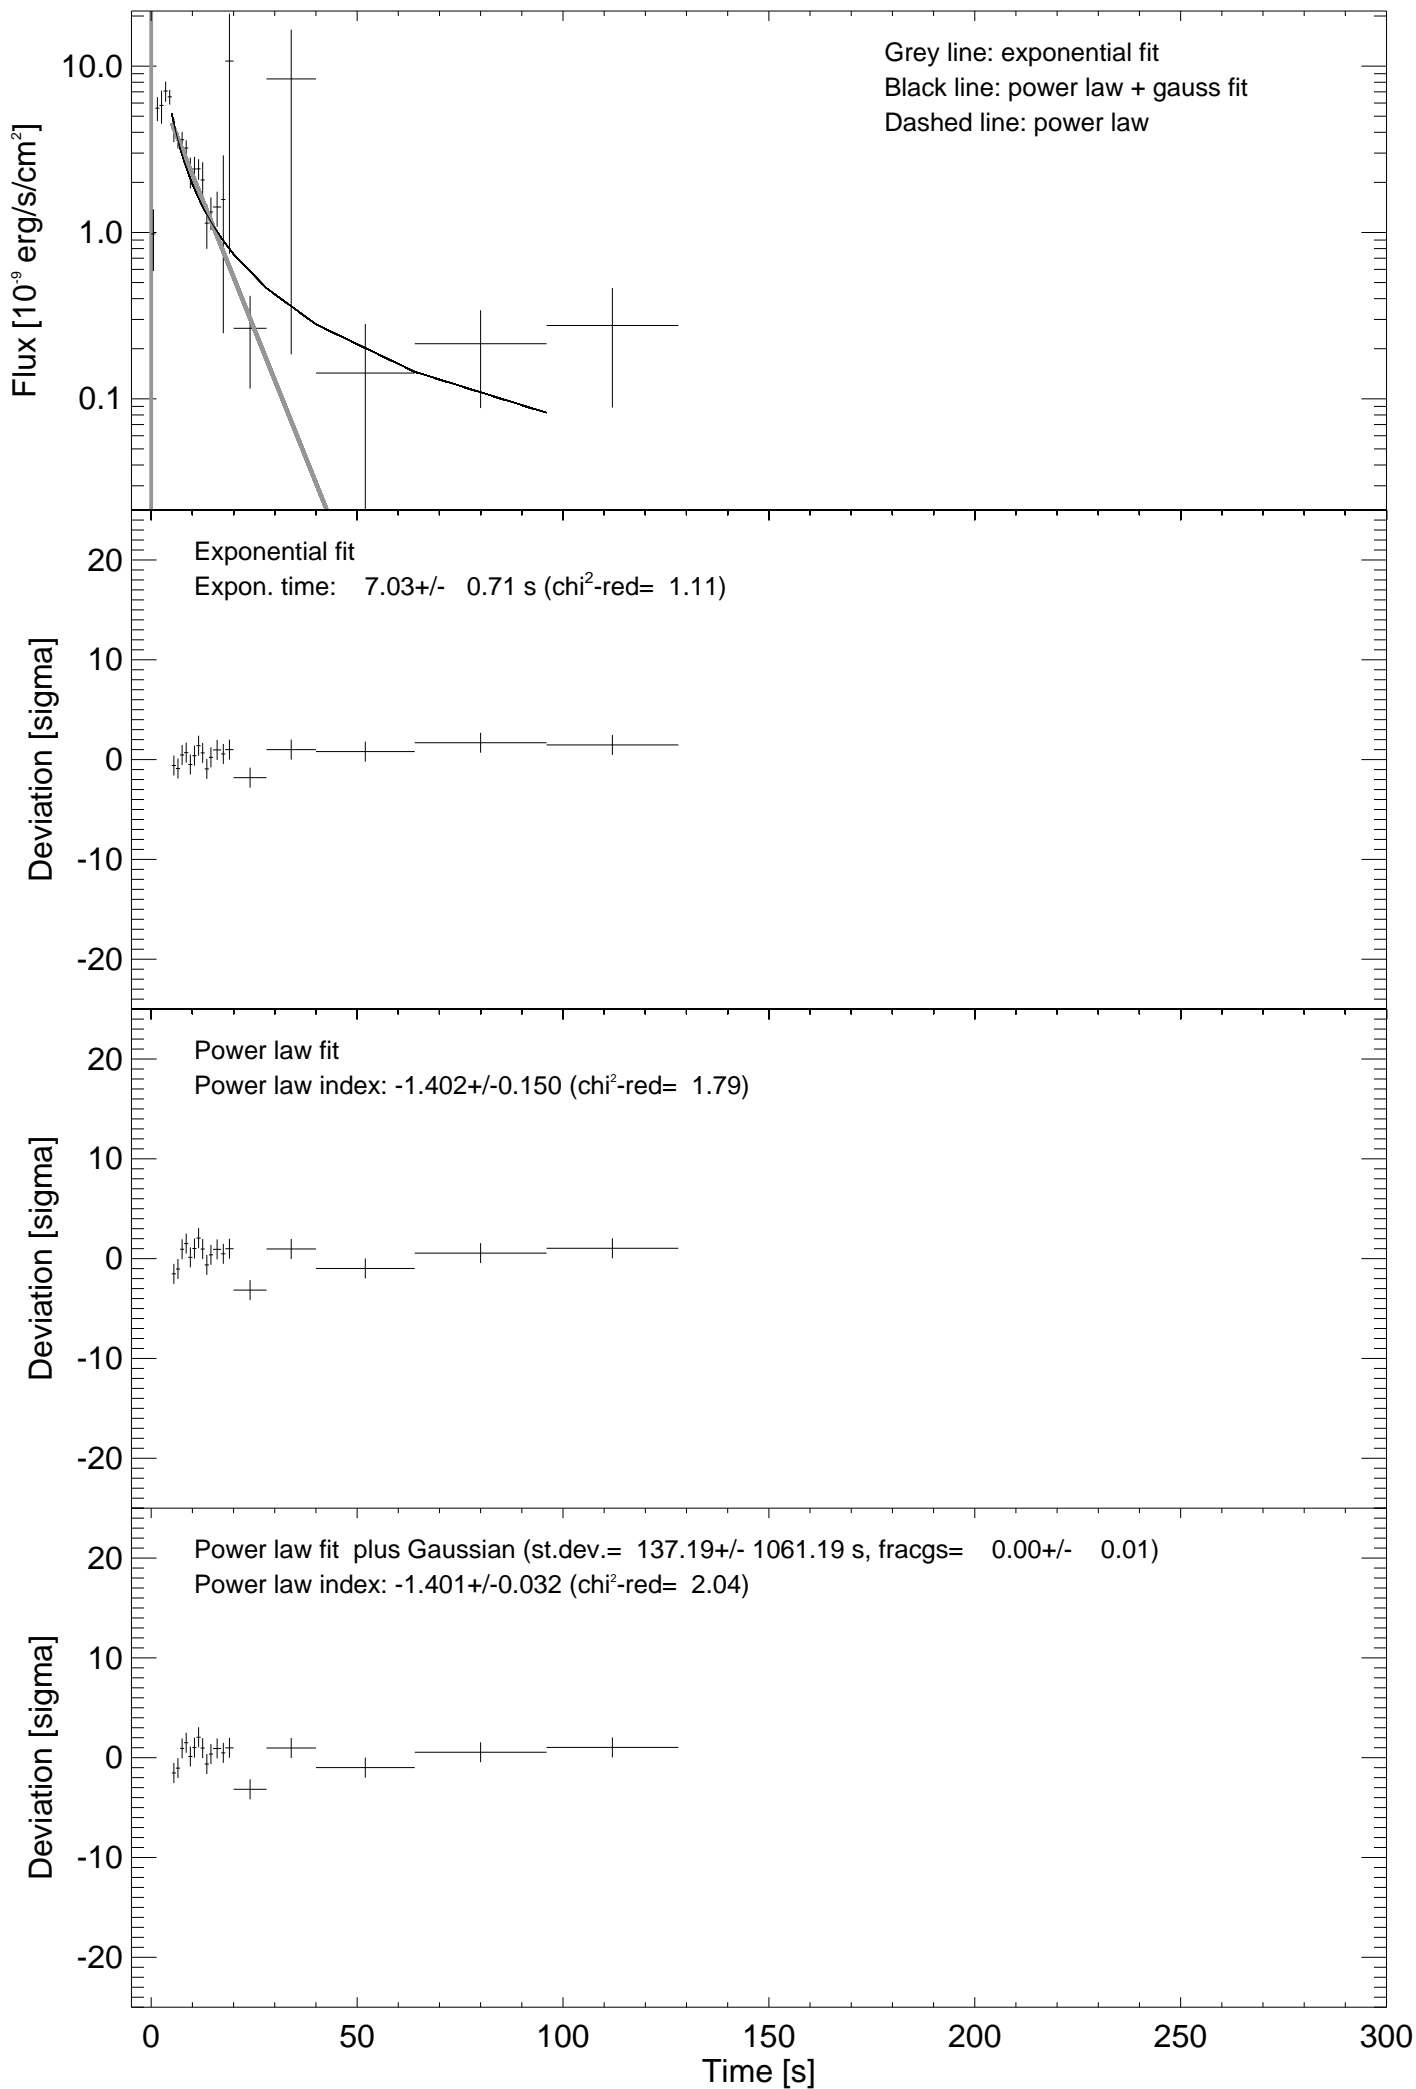 Grey line: exponential fit
Black line: power law + gauss fit
Dashed line: power law
10.0
1.0
0.1
Flux [10⁻⁹ erg/s/cm²]
Exponential fit
Expon. time: 7.03+/- 0.71 s (chi²-red= 1.11)
20
10
0
-10
-20
Deviation [sigma]
Power law fit
Power law index: -1.402+/-0.150 (chi²-red= 1.79)
20
10
0
-10
-20
Deviation [sigma]
Power law fit plus Gaussian (st.dev.= 137.19+/- 1061.19 s, fracgs= 0.00+/- 0.01)
Power law index: -1.401+/-0.032 (chi²-red= 2.04)
20
10
0
-10
-20
Deviation [sigma]
0 50 100 150 200 250 300
Time [s]